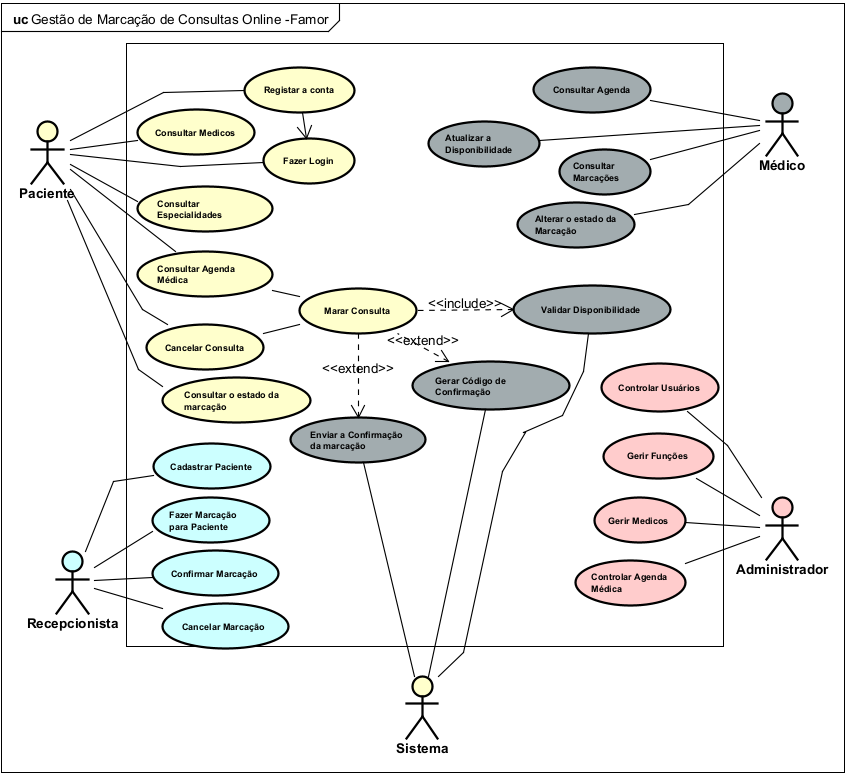 uc Gestão de Marcação de Consultas Online -Famor
Registar a conta
Consultar Medicos
Fazer Login
Paciente
Consultar
Especialidades
Consultar Agenda
Médica
Marar Consulta
Cancelar Consulta
Consultar o estado da
marcação
Consultar Agenda
Atualizar a
Disponibilidade
Consultar
Marcações
Alterar o estado da
Marcação
Médico
<<include>>
Validar Disponibilidade
<<extend>>
<<extend>>
Gerar Código de
Confirmação
Enviar a Confirmação
da marcação
Cadastrar Paciente
Fazer Marcação
para Paciente
Confirmar Marcação
Cancelar Marcação
Recepcionista
Controlar Usuários
Gerir Funções
Gerir Medicos
Controlar Agenda
Médica
Administrador
Sistema